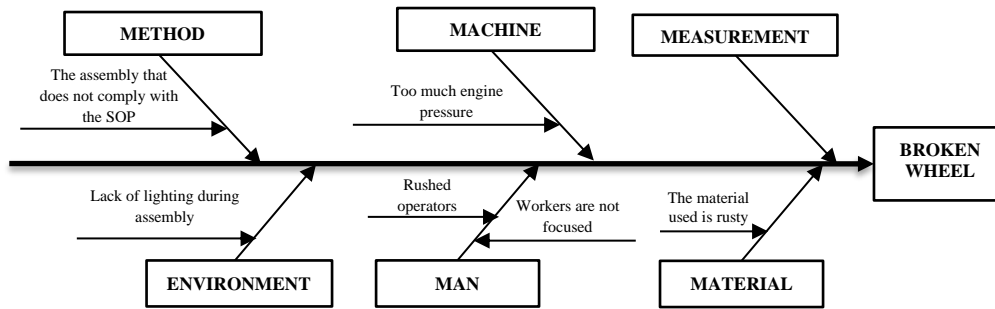 METHOD
MACHINE
MEASUREMENT
The assembly that
does not comply with
the SOP
Too much engine
pressure
BROKEN
WHEEL
Lack of lighting during
assembly
Rushed
operators
Workers are not
focused
The material
used is rusty
ENVIRONMENT
MAN
MATERIAL